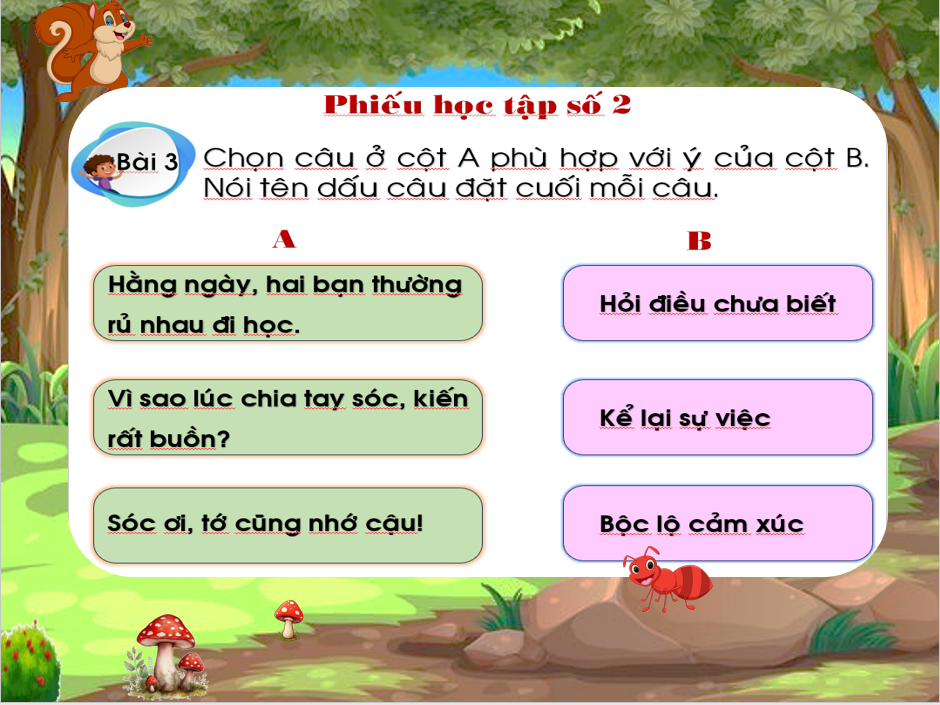 Phiếu học tập số 2
Bài 3
Chọn câu ở cột A phù hợp với ý của cột B.
Nói tên dấu câu đặt cuối mỗi câu.
A
B
Hằng ngày, hai bạn thường
rủ nhau đi học.
Hỏi điều chưa biết
Vì sao lúc chia tay sóc, kiến
rất buồn?
Kể lại sự việc
Sóc ơi, tớ cũng nhớ cậu!
Bộc lộ cảm xúc